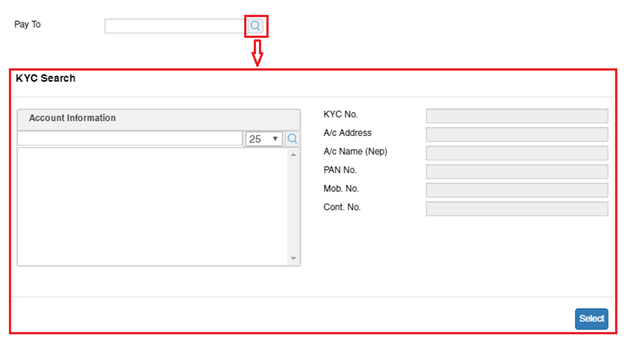 Pay To
KYC Search
Account Information
25
KYC No.
A/c Address
A/c Name (Nep)
PAN No.
Mob. No.
Cont. No.
Select